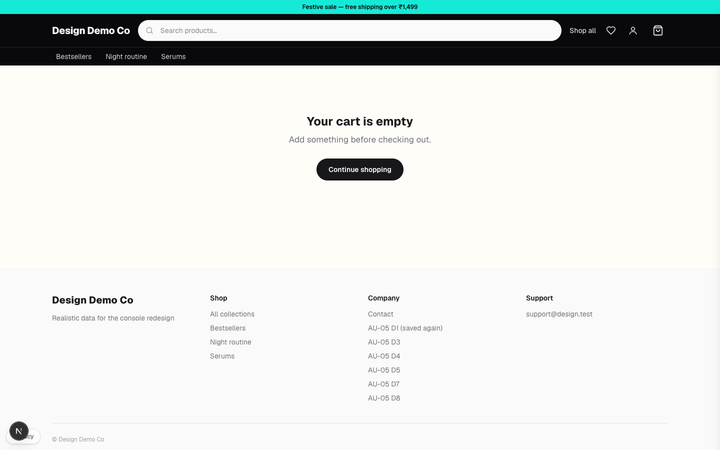 Festive sale — free shipping over ₹1,499
Design Demo Co
Search products...
Shop all
Bestsellers
Night routine
Serums
Your cart is empty
Add something before checking out.
Continue shopping
Design Demo Co
Realistic data for the console redesign
Shop
All collections
Bestsellers
Night routine
Serums
Company
Contact
AU-05 D1 (saved again)
AU-05 D3
AU-05 D4
AU-05 D5
AU-05 D7
AU-05 D8
Support
support@design.test
N
© Design Demo Co